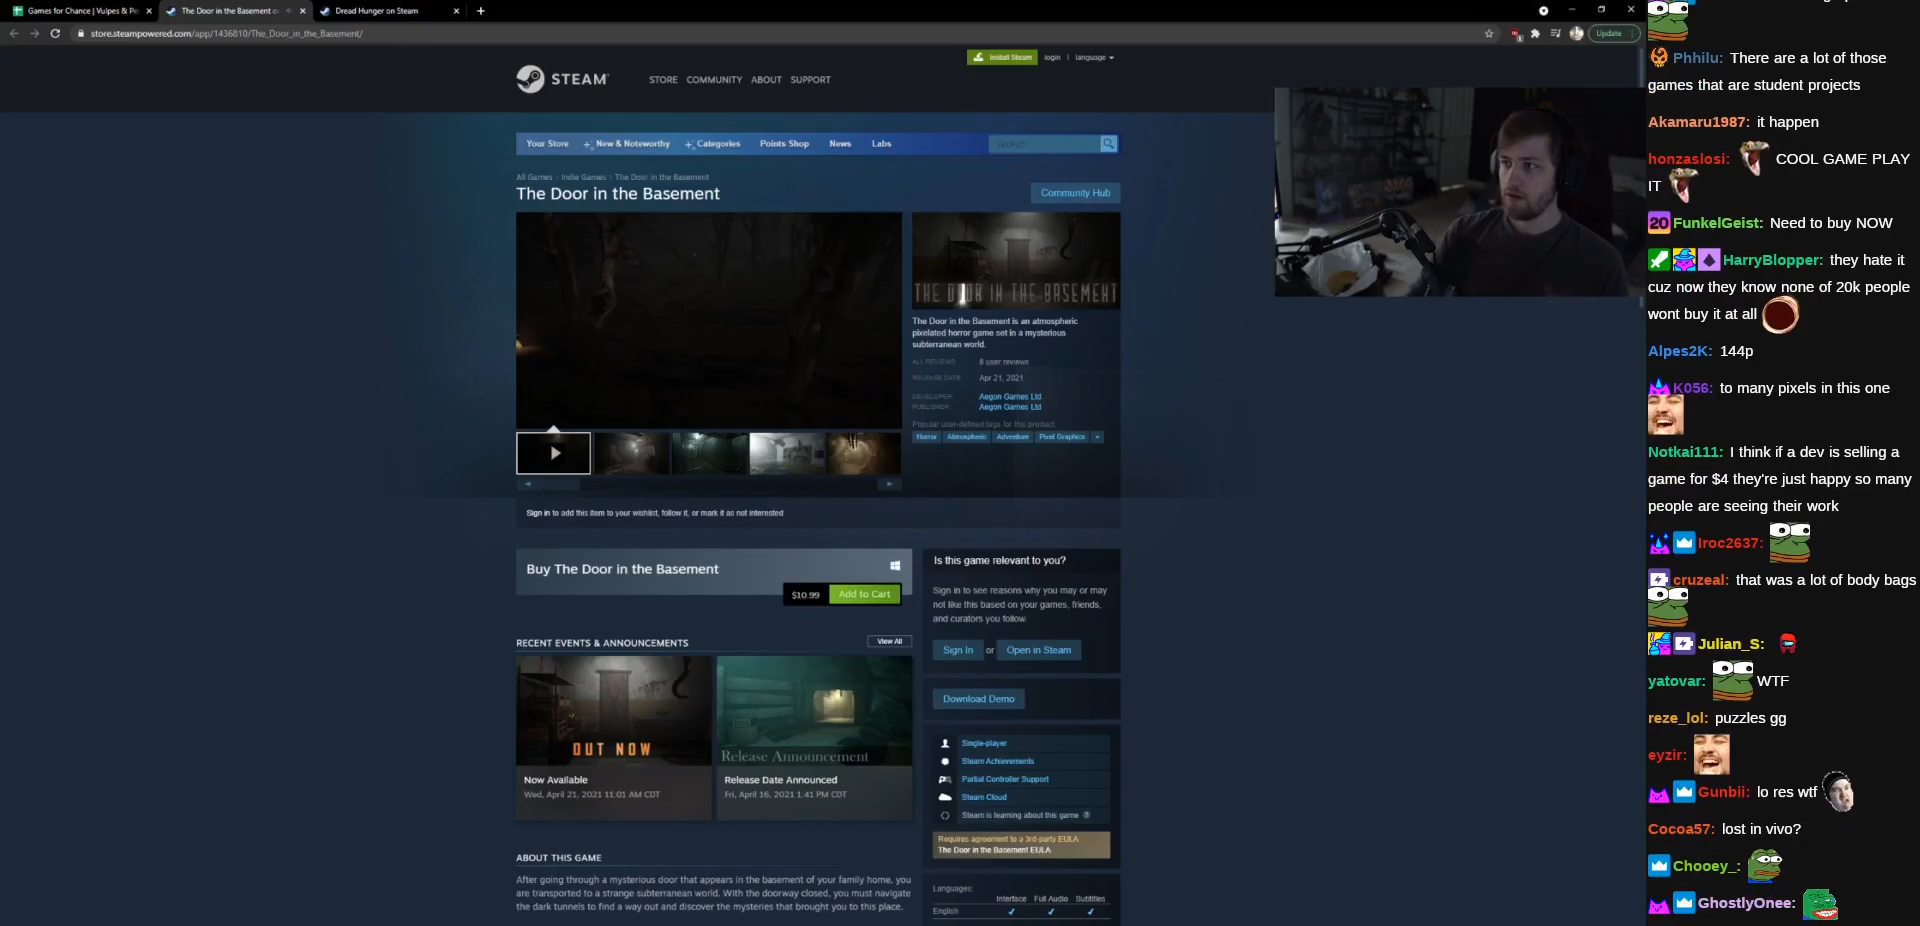 Games for Chance | Vulpes & Pe
The Door in the Basement o
Dread Hunger on Steam
store.steampowered.com/app/1436810/The_Door_in_the_Basement/
Update
Install Steam
login | language
STEAM
STORE COMMUNITY ABOUT SUPPORT
Your Store New & Noteworthy Categories Points Shop News Labs
search
All Games > Indie Games > The Door in the Basement
The Door in the Basement
Community Hub
THE DOOR IN THE BASEMENT
The Door in the Basement is an atmospheric
pixelated horror game set in a mysterious
subterranean world.
ALL REVIEWS: 8 user reviews
RELEASE DATE: Apr 21, 2021
DEVELOPER: Aegon Games Ltd
PUBLISHER: Aegon Games Ltd
Popular user-defined tags for this product:
Horror Atmospheric Adventure Pixel Graphics +
Sign in to add this item to your wishlist, follow it, or mark it as not interested
Buy The Door in the Basement
$10.99 Add to Cart
RECENT EVENTS & ANNOUNCEMENTS
View All
OUT NOW
Now Available
Wed, April 21, 2021 11:01 AM CDT
Release Announcement
Release Date Announced
Fri, April 16, 2021 1:41 PM CDT
ABOUT THIS GAME
After going through a mysterious door that appears in the basement of your family home, you
are transported to a strange subterranean world. With the doorway closed, you must navigate
the dark tunnels to find a way out and discover the mysteries that brought you to this place.
Is this game relevant to you?
Sign in to see reasons why you may or may
not like this based on your games, friends,
and curators you follow.
Sign In or Open in Steam
Download Demo
Single-player
Steam Achievements
Partial Controller Support
Steam Cloud
Steam is learning about this game ?
Requires agreement to a 3rd-party EULA
The Door in the Basement EULA
Languages:
Interface Full Audio Subtitles
English ✔ ✔ ✔
Phhilu: There are a lot of those
games that are student projects
Akamaru1987: it happen
honzaslosi: COOL GAME PLAY
IT
20 FunkelGeist: Need to buy NOW
HarryBlopper: they hate it
cuz now they know none of 20k people
wont buy it at all
Alpes2K: 144p
K056: to many pixels in this one
Notkai111: I think if a dev is selling a
game for $4 they're just happy so many
people are seeing their work
Iroc2637:
cruzeal: that was a lot of body bags
Julian_S:
yatovar: WTF
reze_lol: puzzles gg
eyzir:
Gunbii: lo res wtf
Cocoa57: lost in vivo?
Chooey_:
GhostlyOnee: